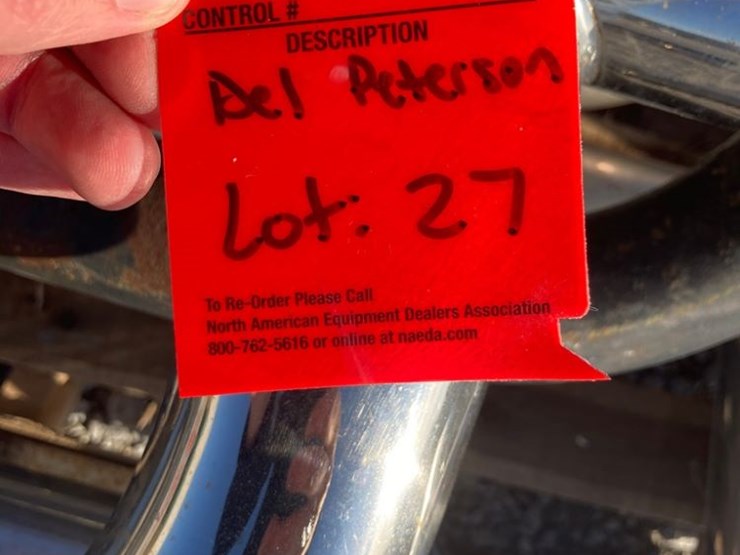 CONTROL #
DESCRIPTION
Del Peterson
Lot: 27
To Re-Order Please Call
North American Equipment Dealers Association
800-762-5616 or online at naeda.com